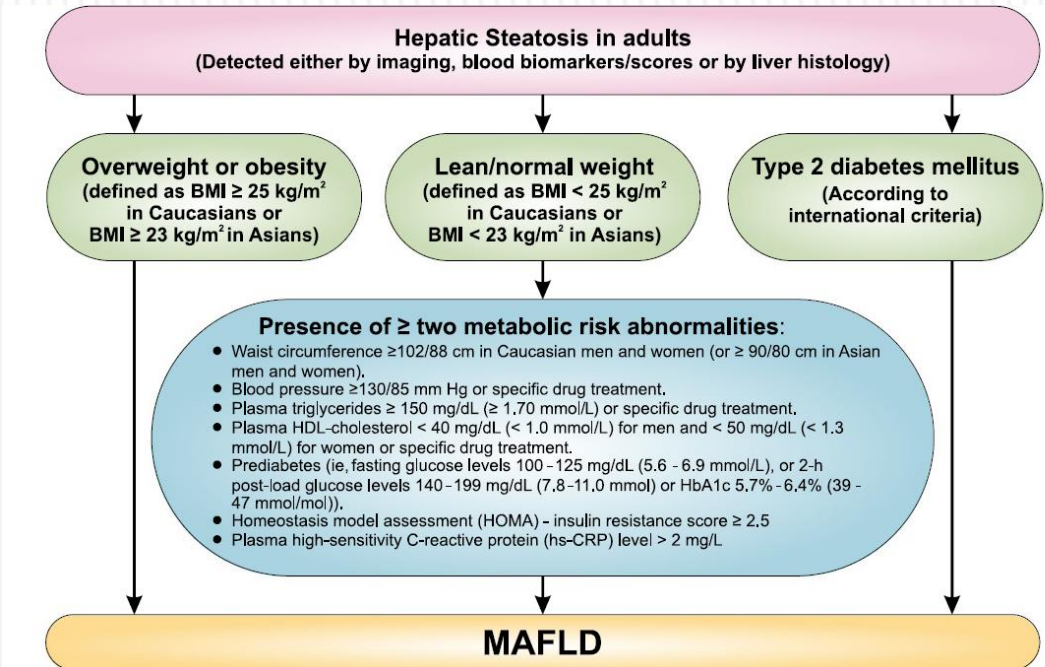 Hepatic Steatosis in adults
(Detected either by imaging, blood biomarkers/scores or by liver histology)
Overweight or obesity
(defined as BMI ≥ 25 kg/m²
in Caucasians or
BMI ≥ 23 kg/m² in Asians)
Lean/normal weight
(defined as BMI < 25 kg/m²
in Caucasians or
BMI < 23 kg/m² in Asians)
Type 2 diabetes mellitus
(According to
international criteria)
Presence of ≥ two metabolic risk abnormalities:
● Waist circumference ≥102/88 cm in Caucasian men and women (or ≥ 90/80 cm in Asian
men and women).
● Blood pressure ≥130/85 mm Hg or specific drug treatment.
● Plasma triglycerides ≥ 150 mg/dL (≥ 1.70 mmol/L) or specific drug treatment.
● Plasma HDL-cholesterol < 40 mg/dL (< 1.0 mmol/L) for men and < 50 mg/dL (< 1.3
mmol/L) for women or specific drug treatment.
● Prediabetes (ie, fasting glucose levels 100-125 mg/dL (5.6 - 6.9 mmol/L), or 2-h
post-load glucose levels 140-199 mg/dL (7.8-11.0 mmol) or HbA1c 5.7%-6.4% (39 -
47 mmol/mol)).
● Homeostasis model assessment (HOMA) - insulin resistance score ≥ 2.5
● Plasma high-sensitivity C-reactive protein (hs-CRP) level > 2 mg/L
MAFLD